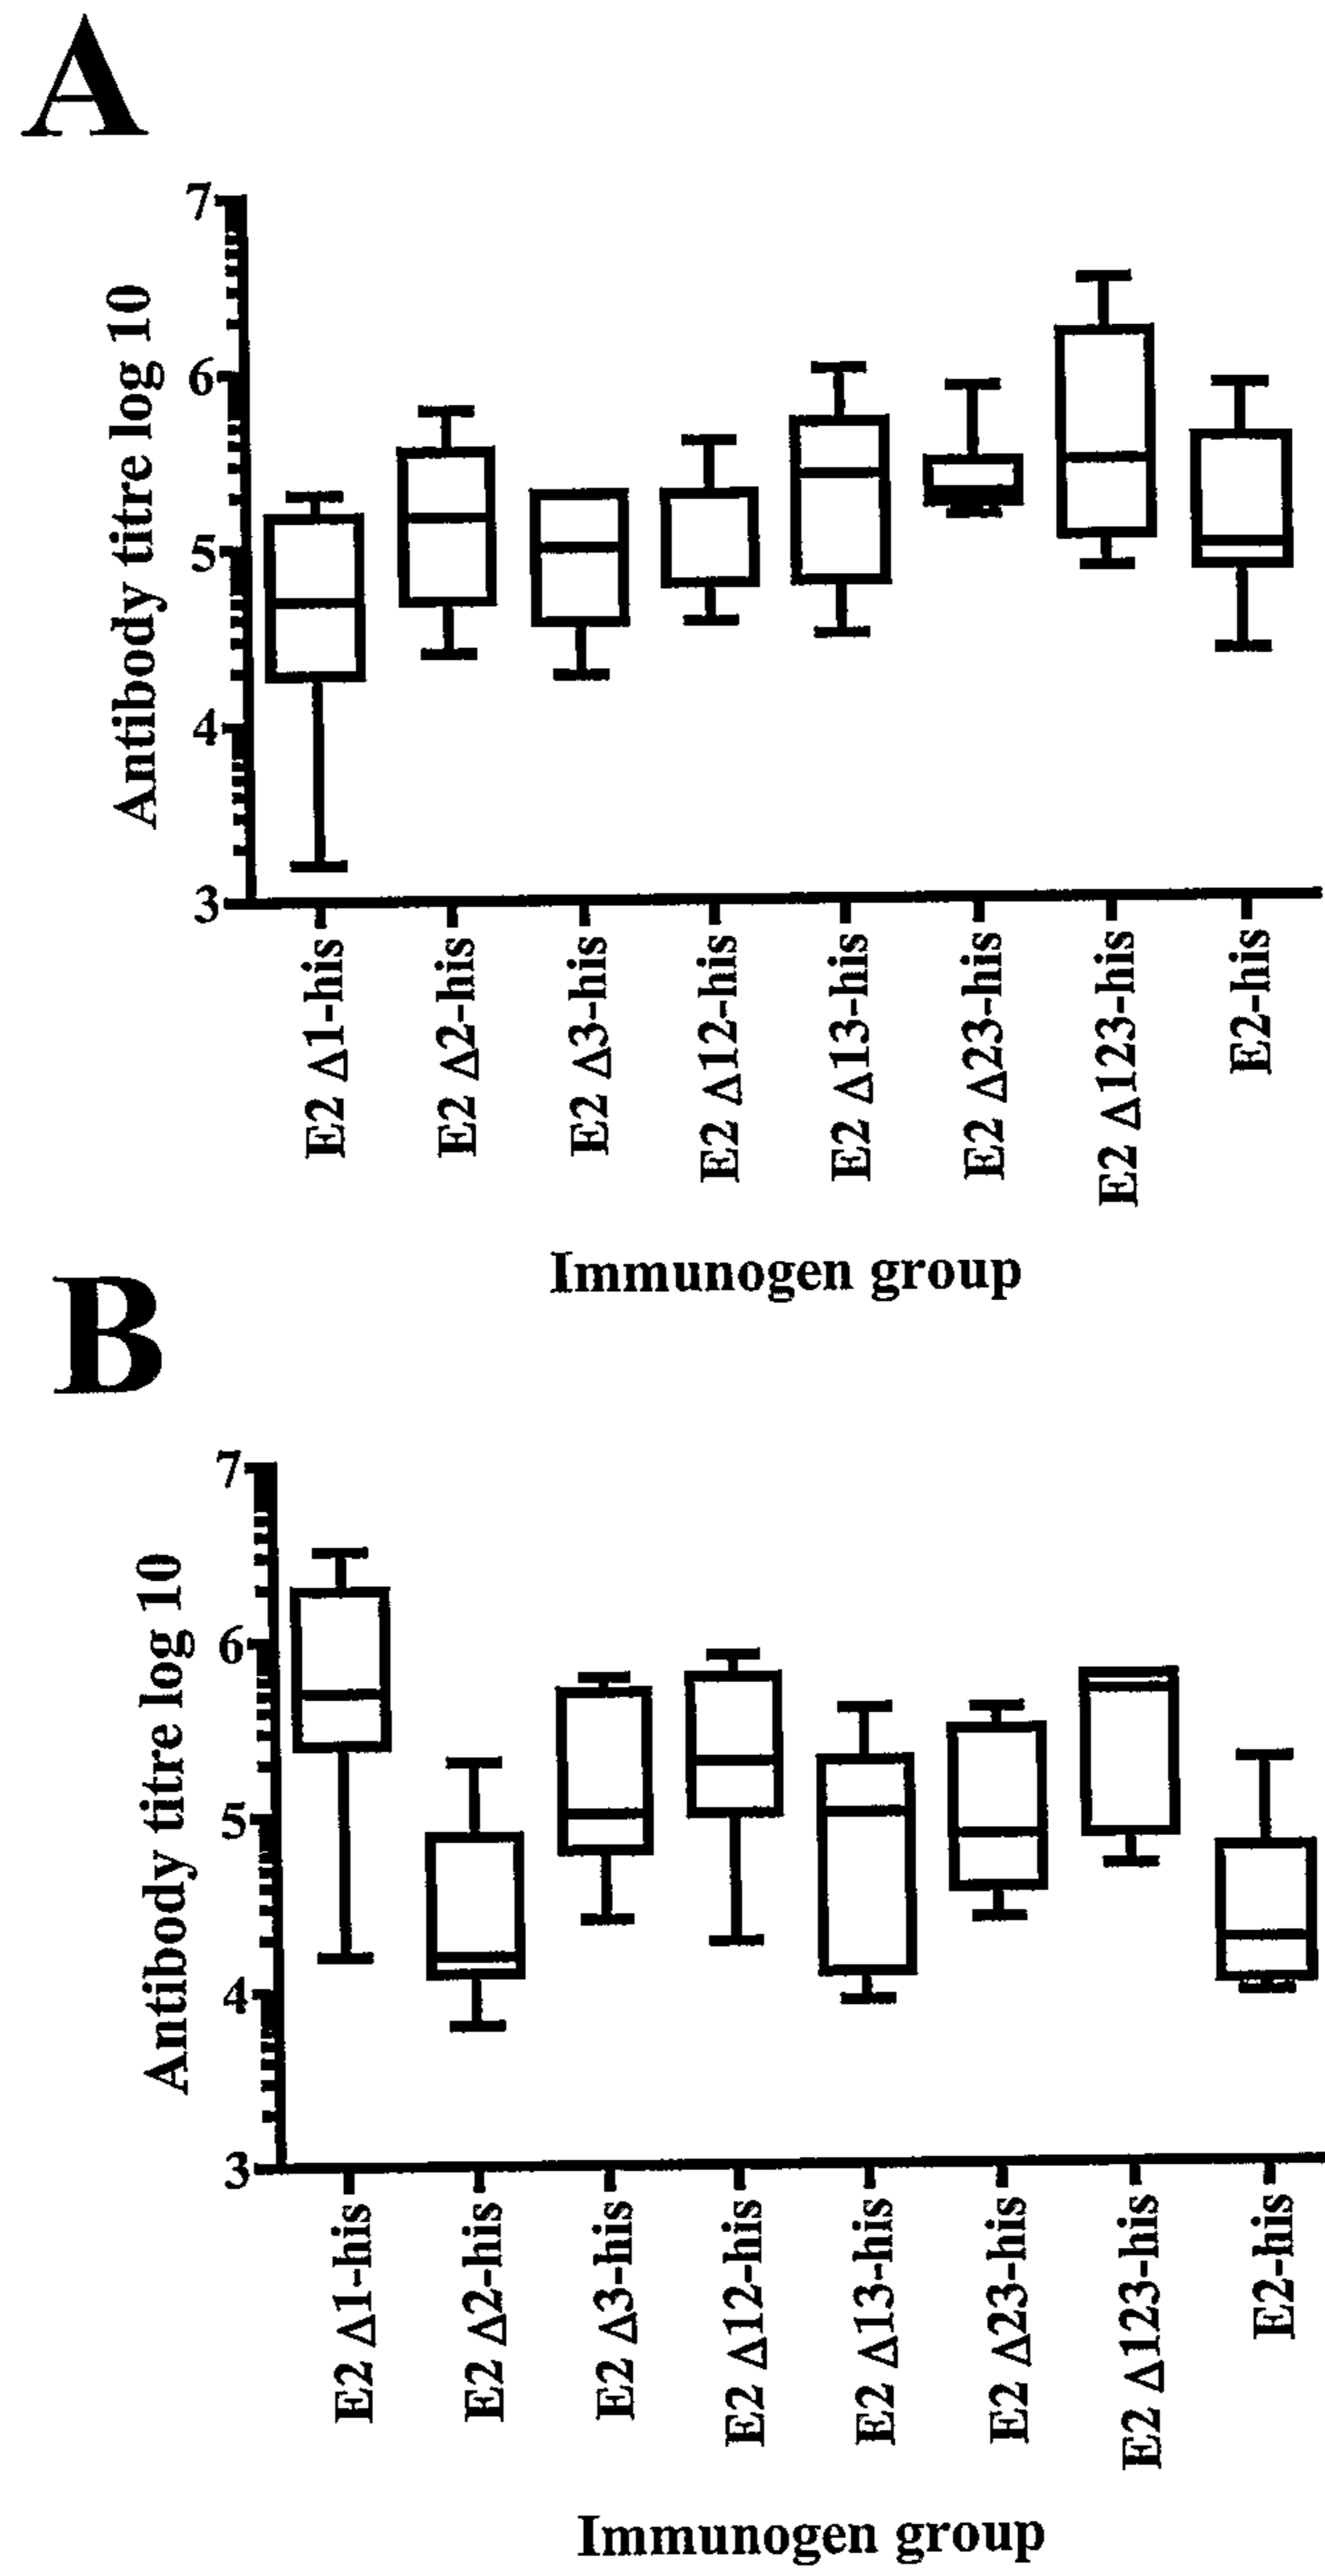 A
7
6
5
4
3
Antibody titre log 10
E2 Δ1-his
E2 Δ2-his
E2 Δ3-his
E2 Δ12-his
E2 Δ13-his
E2 Δ23-his
E2 Δ123-his
E2-his
Immunogen group
B
7
6
5
4
3
Antibody titre log 10
E2 Δ1-his
E2 Δ2-his
E2 Δ3-his
E2 Δ12-his
E2 Δ13-his
E2 Δ23-his
E2 Δ123-his
E2-his
Immunogen group